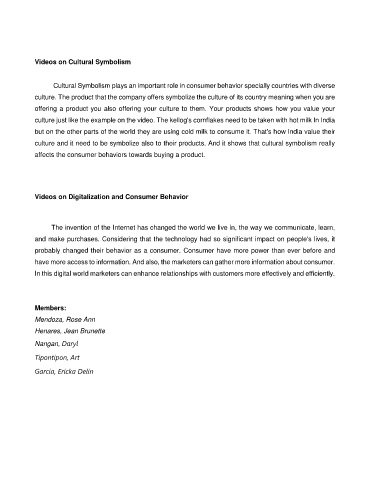 Videos on Cultural Symbolism
Cultural Symbolism plays an important role in consumer behavior specially countries with diverse
culture. The product that the company offers symbolize the culture of its country meaning when you are
offering a product you also offering your culture to them. Your products shows how you value your
culture just like the example on the video. The kellog's cornflakes need to be taken with hot milk In India
but on the other parts of the world they are using cold milk to consume it. That's how India value their
culture and it need to be symbolize also to their products. And it shows that cultural symbolism really
affects the consumer behaviors towards buying a product.
Videos on Digitalization and Consumer Behavior
The invention of the Internet has changed the world we live in, the way we communicate, learn,
and make purchases. Considering that the technology had so significant impact on people's lives, it
probably changed their behavior as a consumer. Consumer have more power than ever before and
have more access to information. And also, the marketers can gather more information about consumer.
In this digital world marketers can enhance relationships with customers more effectively and efficiently.
Members:
Mendoza, Rose Ann
Henares, Jean Brunette
Nangan, Daryl
Tipontipon, Art
Garcia, Ericka Delin